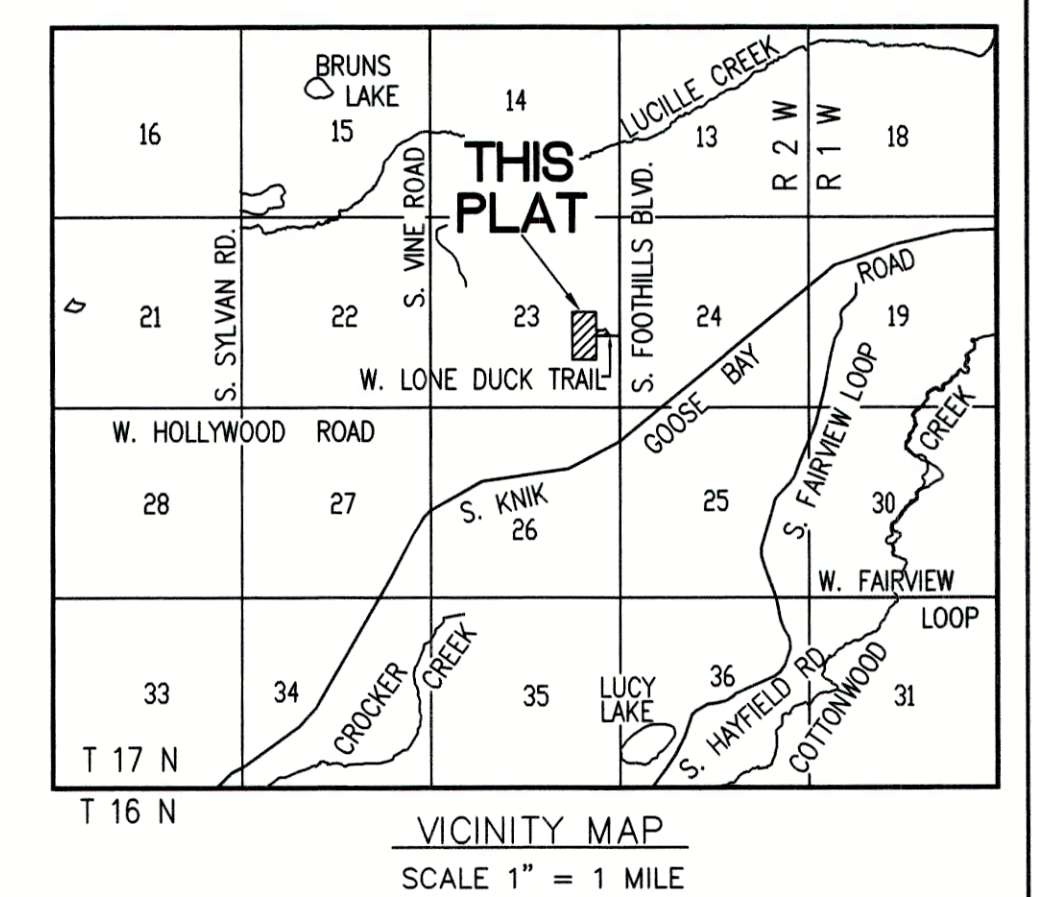 BRUNS
LAKE
16
15
14
LUCILLE CREEK
13
R 2 W
R 1 W
18
THIS
PLAT
S. SYLVAN RD.
S. VINE ROAD
S. FOOTHILLS BLVD.
21
22
23
24
ROAD
19
W. LONE DUCK TRAIL
GOOSE BAY
S. FAIRVIEW LOOP
CREEK
W. HOLLYWOOD ROAD
28
27
S. KNIK
26
25
30
W. FAIRVIEW
LOOP
33
34
CROCKER
CREEK
35
LUCY
LAKE
36
S. HAYFIELD RD
COTTONWOOD
31
T 17 N
T 16 N
VICINITY MAP
SCALE 1" = 1 MILE